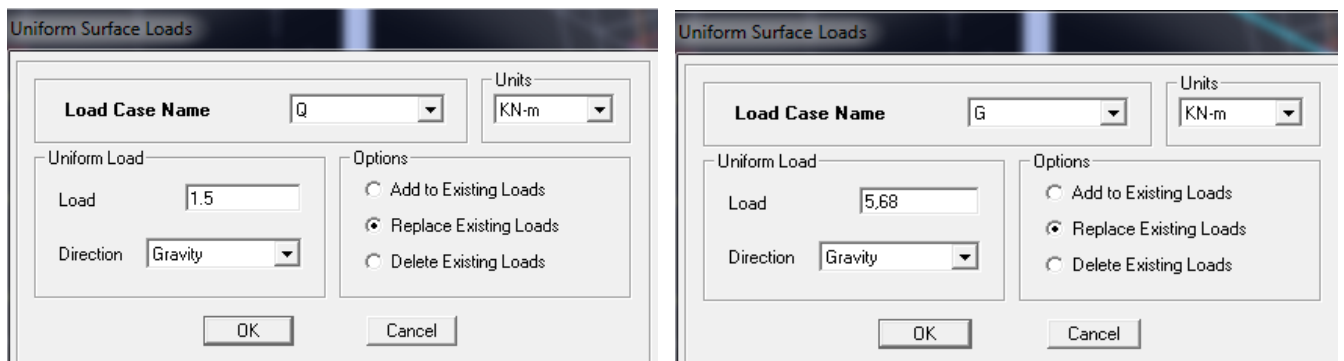 Uniform Surface Loads
Load Case Name
Q
Units
KN-m
Uniform Load
Load
1.5
Direction
Gravity
Options
Add to Existing Loads
Replace Existing Loads
Delete Existing Loads
OK
Cancel
Uniform Surface Loads
Load Case Name
G
Units
KN-m
Uniform Load
Load
5,68
Direction
Gravity
Options
Add to Existing Loads
Replace Existing Loads
Delete Existing Loads
OK
Cancel